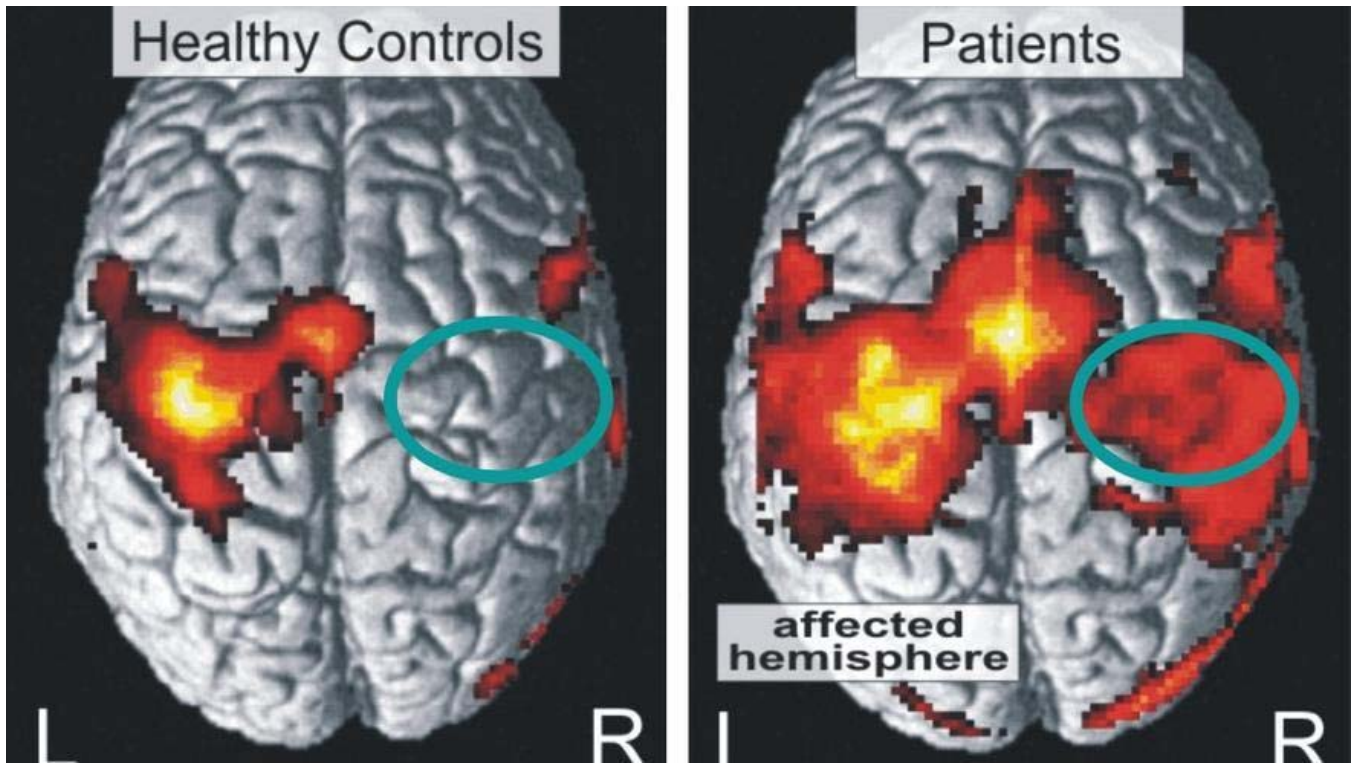 Healthy Controls
Patients
affected
hemisphere
L
R
R